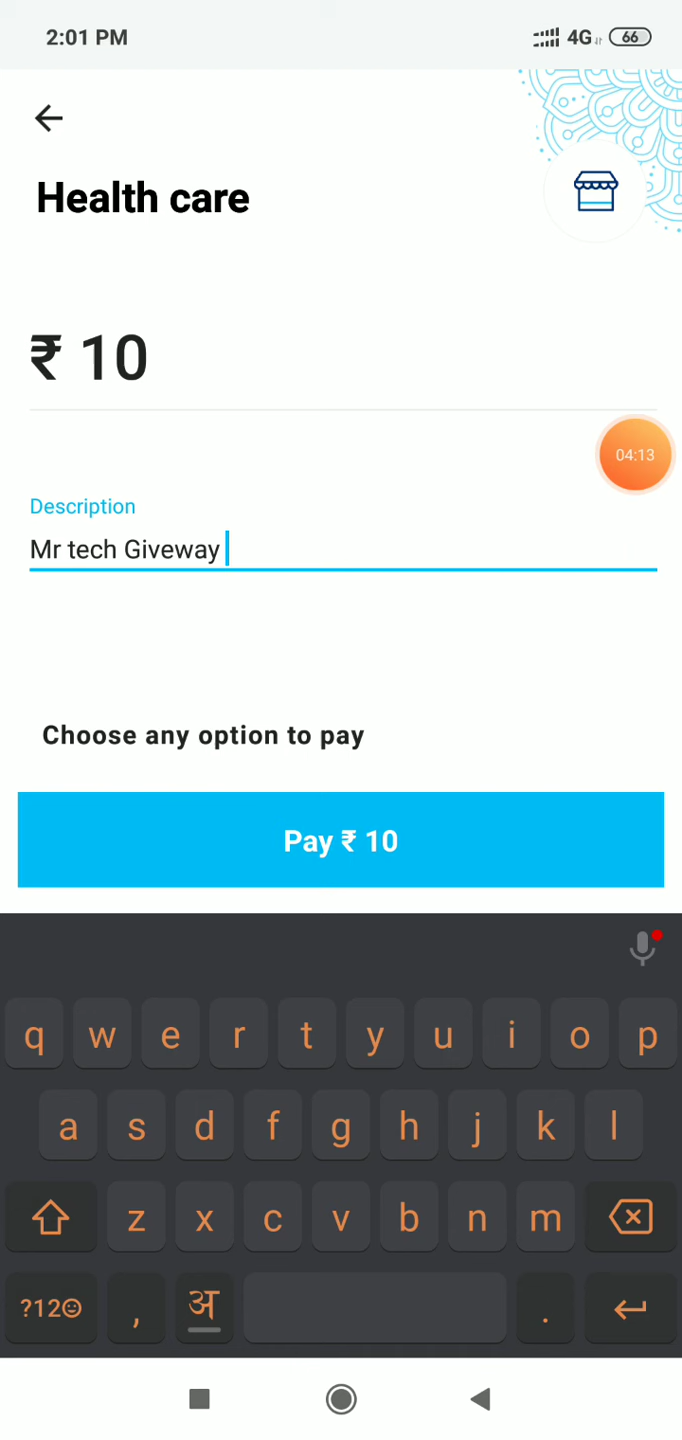 2:01 PM 4G 66
Health care
₹ 10
04:13
Description
Mr tech Giveway
Choose any option to pay
Pay ₹ 10
q w e r t y u i o p
a s d f g h j k l
z x c v b n m
?12☺ , अ .